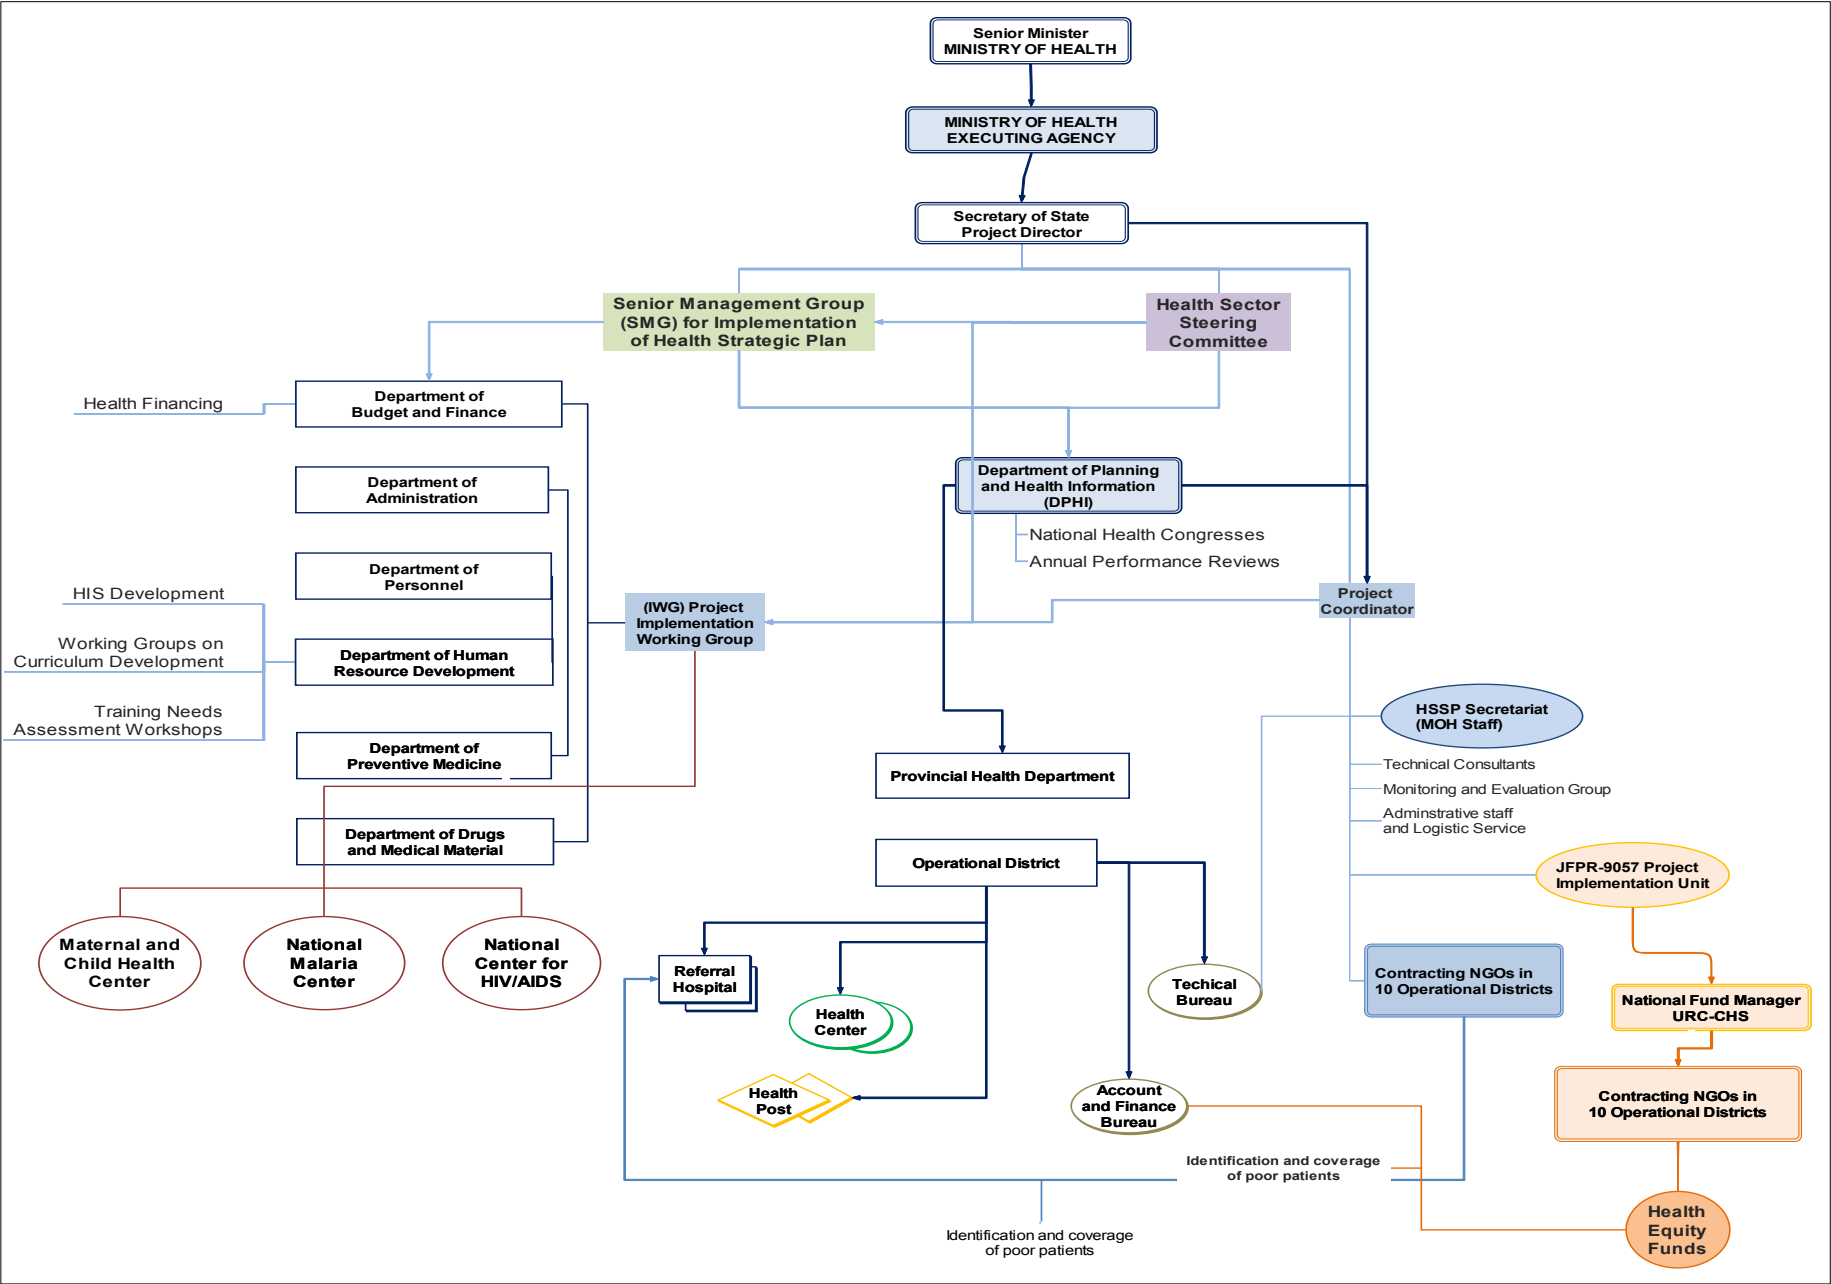 Senior Minister
MINISTRY OF HEALTH
MINISTRY OF HEALTH
EXECUTING AGENCY
Secretary of State
Project Director
Senior Management Group
(SMG) for Implementation
of Health Strategic Plan
Health Sector
Steering
Committee
Health Financing
Department of
Budget and Finance
Department of
Administration
Department of Planning
and Health Information
(DPHI)
National Health Congresses
Annual Performance Reviews
Department of
Personnel
HIS Development
Working Groups on
Curriculum Development
Training Needs
Assessment Workshops
Department of Human
Resource Development
(IWG) Project
Implementation
Working Group
Project
Coordinator
Department of
Preventive Medicine
Department of Drugs
and Medical Material
Provincial Health Department
HSSP Secretariat
(MOH Staff)
Technical Consultants
Monitoring and Evaluation Group
Adminstrative staff
and Logistic Service
Operational District
JFPR-9057 Project
Implementation Unit
Maternal and
Child Health
Center
National
Malaria
Center
National
Center for
HIV/AIDS
Referral
Hospital
Health
Center
Health
Post
Techical
Bureau
Account
and Finance
Bureau
Contracting NGOs in
10 Operational Districts
National Fund Manager
URC-CHS
Contracting NGOs in
10 Operational Districts
Identification and coverage
of poor patients
Identification and coverage
of poor patients
Health
Equity
Funds